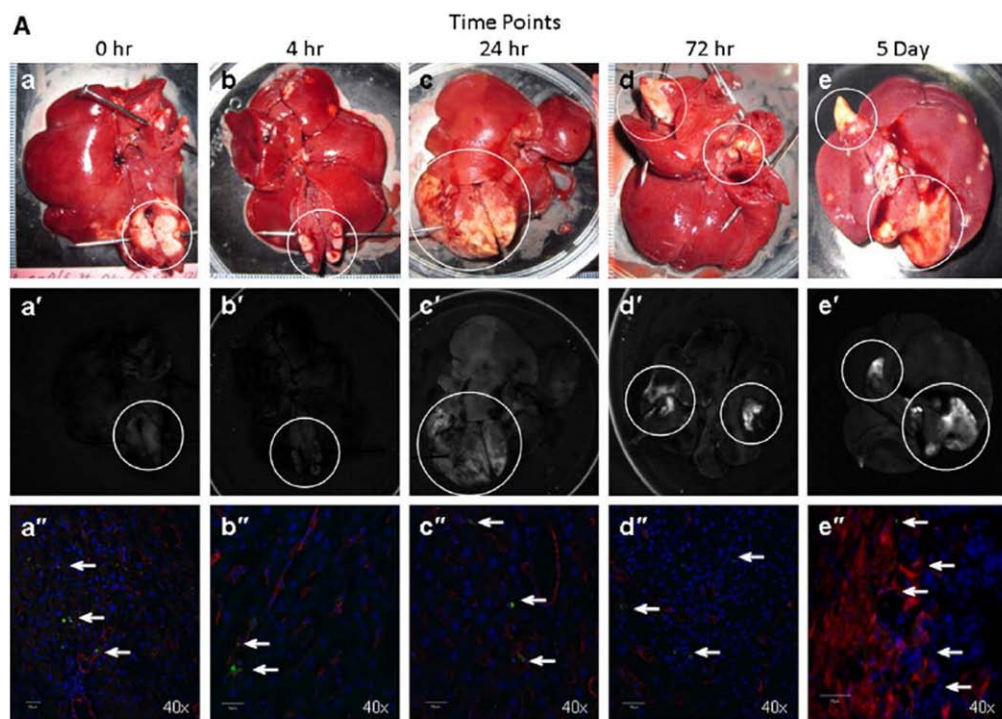 A
Time Points
0 hr 4 hr 24 hr 72 hr 5 Day
a b c d e
a′ b′ c′ d′ e′
a″ b″ c″ d″ e″
40x 40x 40x 40x 40x